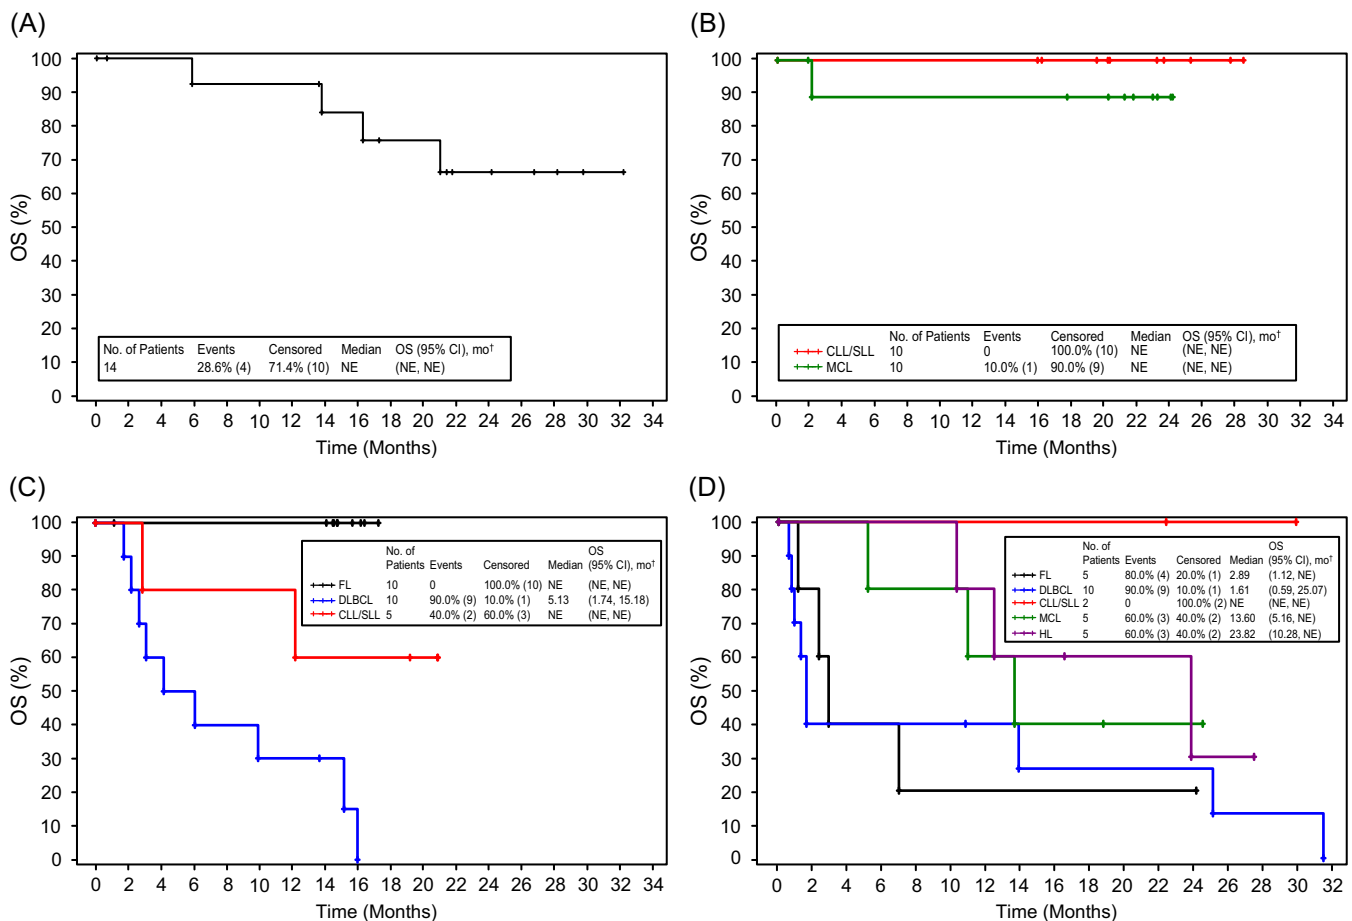 (A)
OS (%)
100
90
80
70
60
50
40
30
20
10
0
No. of Patients Events Censored Median OS (95% CI), mo†
14 28.6% (4) 71.4% (10) NE (NE, NE)
0 2 4 6 8 10 12 14 16 18 20 22 24 26 28 30 32 34
Time (Months)
(B)
OS (%)
100
90
80
70
60
50
40
30
20
10
0
No. of Patients Events Censored Median OS (95% CI), mo†
CLL/SLL 10 0 100.0% (10) NE (NE, NE)
MCL 10 10.0% (1) 90.0% (9) NE (NE, NE)
0 2 4 6 8 10 12 14 16 18 20 22 24 26 28 30 32 34
Time (Months)
(C)
OS (%)
100
90
80
70
60
50
40
30
20
10
0
No. of OS
Patients Events Censored Median (95% CI), mo†
FL 10 0 100.0% (10) NE (NE, NE)
DLBCL 10 90.0% (9) 10.0% (1) 5.13 (1.74, 15.18)
CLL/SLL 5 40.0% (2) 60.0% (3) NE (NE, NE)
0 2 4 6 8 10 12 14 16 18 20 22 24 26 28 30 32 34
Time (Months)
(D)
OS (%)
100
90
80
70
60
50
40
30
20
10
0
No. of OS
Patients Events Censored Median (95% CI), mo†
FL 5 80.0% (4) 20.0% (1) 2.89 (1.12, NE)
DLBCL 10 90.0% (9) 10.0% (1) 1.61 (0.59, 25.07)
CLL/SLL 2 0 100.0% (2) NE (NE, NE)
MCL 5 60.0% (3) 40.0% (2) 13.60 (5.16, NE)
HL 5 60.0% (3) 40.0% (2) 23.82 (10.28, NE)
0 2 4 6 8 10 12 14 16 18 20 22 24 26 28 30 32
Time (Months)